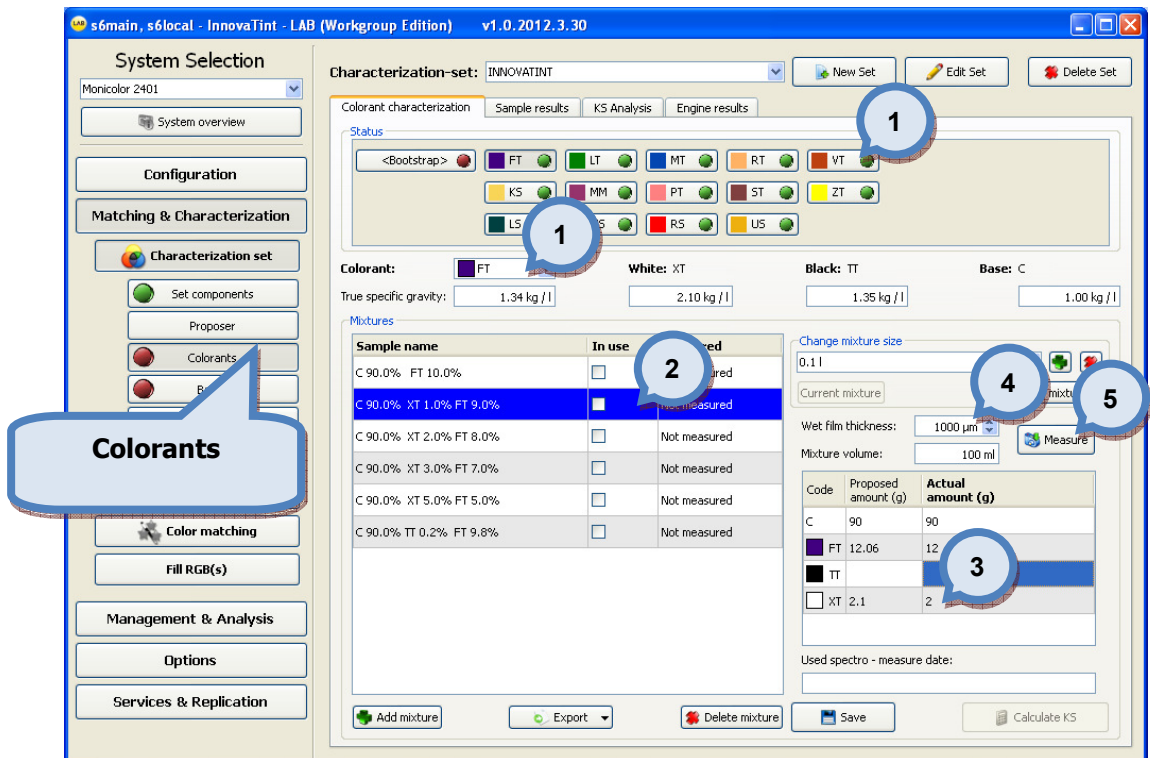 s6main, s6local - InnovaTint - LAB (Workgroup Edition) v1.0.2012.3.30
System Selection
Monicolor 2401
System overview
Configuration
Matching & Characterization
Characterization set
Set components
Proposer
Colorants
Colorants
Color matching
Fill RGB(s)
Management & Analysis
Options
Services & Replication
Characterization-set: INNOVATINT New Set Edit Set Delete Set
Colorant characterization Sample results KS Analysis Engine results
1
Status
<Bootstrap> FT LT MT RT VT
KS MM PT ST ZT
LS RS US
1
Colorant: FT White: XT Black: TT Base: C
True specific gravity: 1.34 kg / l 2.10 kg / l 1.35 kg / l 1.00 kg / l
Mixtures
Sample name In use
C 90.0% FT 10.0%
C 90.0% XT 1.0% FT 9.0% Not measured
C 90.0% XT 2.0% FT 8.0% Not measured
C 90.0% XT 3.0% FT 7.0% Not measured
C 90.0% XT 5.0% FT 5.0% Not measured
C 90.0% TT 0.2% FT 9.8% Not measured
2
Add mixture Export Delete mixture
Change mixture size
0.1 l
Current mixture
4
5
Wet film thickness: 1000 µm
Measure
Mixture volume: 100 ml
Code Proposed amount (g) Actual amount (g)
C 90 90
FT 12.06 12
TT
XT 2.1 2
3
Used spectro - measure date:
Save Calculate KS